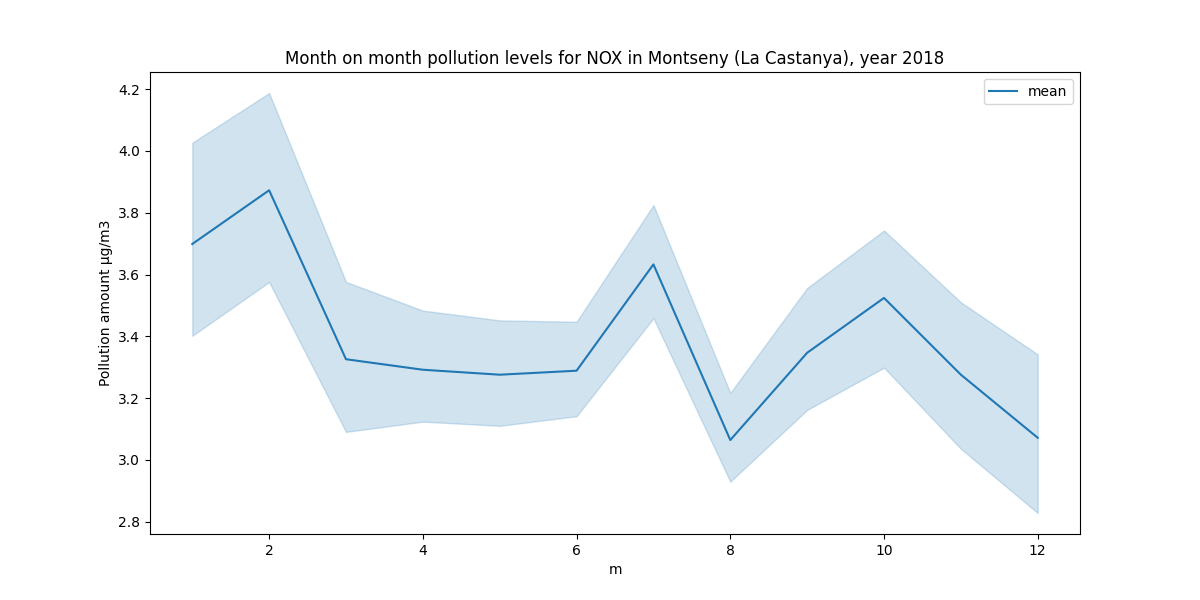 Month on month pollution levels for NOX in Montseny (La Castanya), year 2018
mean
Pollution amount µg/m3
4.2
4.0
3.8
3.6
3.4
3.2
3.0
2.8
2 4 6 8 10 12
m